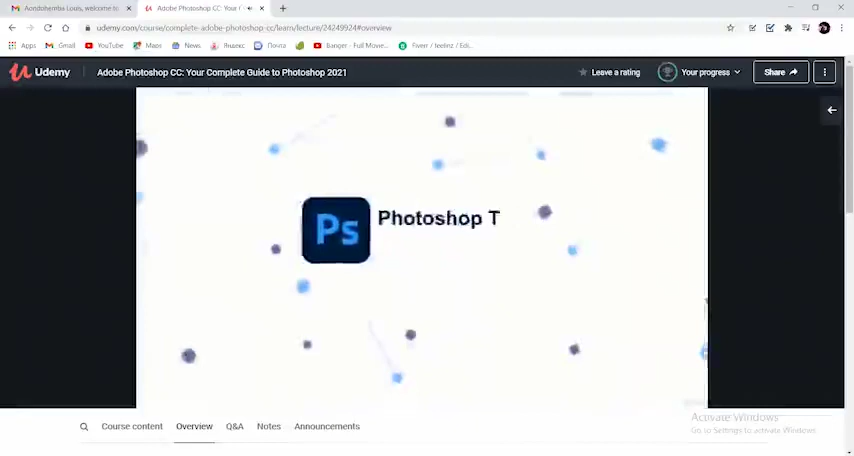 Aondohemba Louis, welcome to
Adobe Photoshop CC: Your C
udemy.com/course/complete-adobe-photoshop-cc/learn/lecture/24249924#overview
Apps
Gmail
YouTube
Maps
News
Яндекс
Почта
Banger - Full Movie...
Fiverr / teelinz / Edi...
Udemy
Adobe Photoshop CC: Your Complete Guide to Photoshop 2021
Leave a rating
Your progress
Share
Ps
Photoshop T
Course content
Overview
Q&A
Notes
Announcements
Activate Windows
Go to Settings to activate Windows.